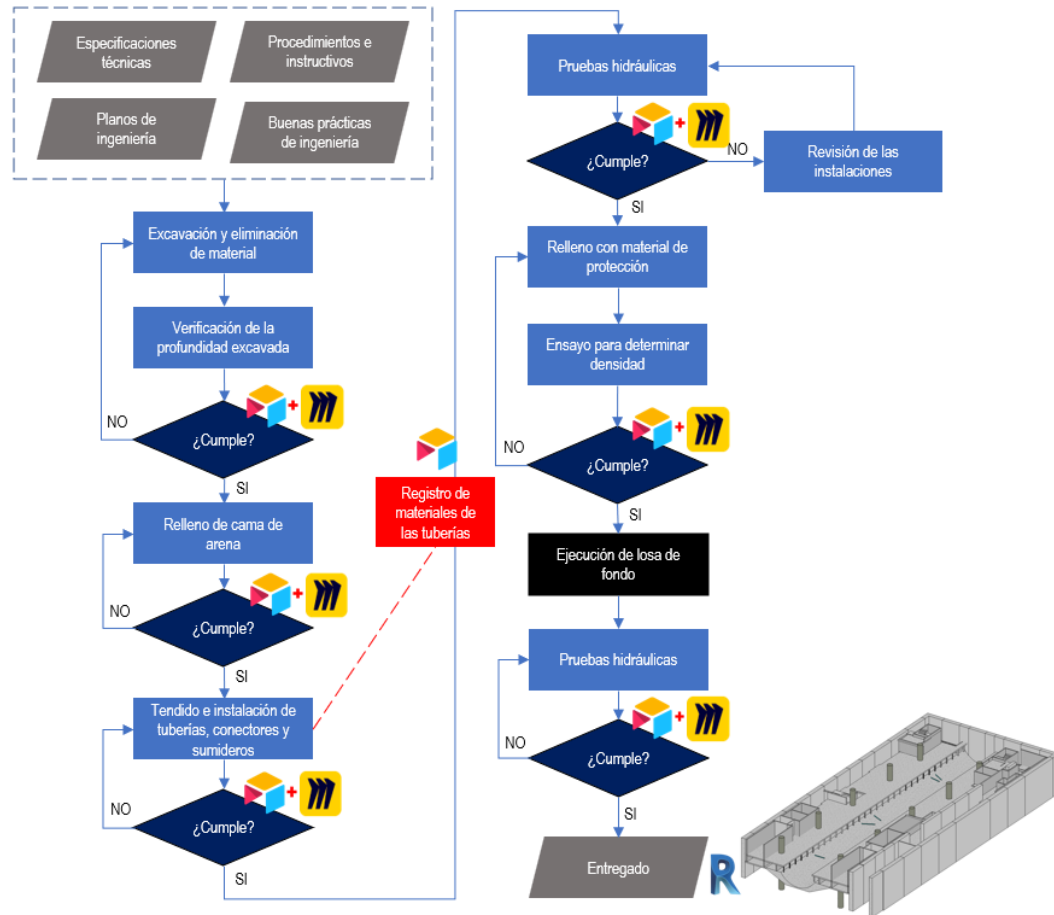 Especificaciones
técnicas
Procedimientos e
instructivos
Planos de
ingeniería
Buenas prácticas
de ingeniería
Excavación y eliminación
de material
Verificación de la
profundidad excavada
¿Cumple?
NO
SI
Relleno de cama de
arena
¿Cumple?
NO
SI
Tendido e instalación de
tuberías, conectores y
sumideros
¿Cumple?
NO
SI
Registro de
materiales de
las tuberías
Pruebas hidráulicas
¿Cumple?
NO
Revisión de las
instalaciones
SI
Relleno con material de
protección
Ensayo para determinar
densidad
¿Cumple?
NO
SI
Ejecución de losa de
fondo
Pruebas hidráulicas
¿Cumple?
NO
SI
Entregado
R